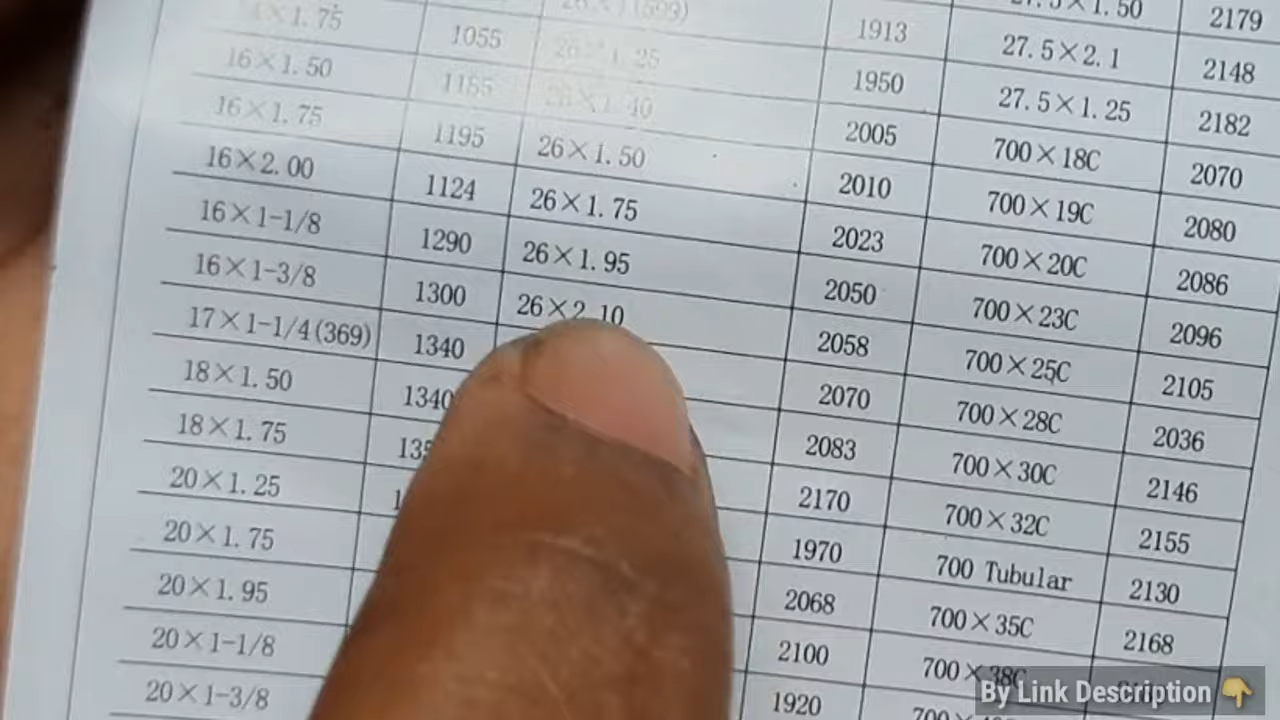 27.5×1.50 2179
1913 27.5×2.1 2148
1055 26×1.25 1950 27.5×1.25 2182
16×1.50 1185 26×1.40 2005 700×18C 2070
16×1.75 1195 26×1.50 2010 700×19C 2080
16×2.00 1124 26×1.75 2023 700×20C 2086
16×1-1/8 1290 26×1.95 2050 700×23C 2096
16×1-3/8 1300 26×2.10 2058 700×25C 2105
17×1-1/4(369) 1340 2070 700×28C 2036
18×1.50 1340 2083 700×30C 2146
18×1.75 2170 700×32C 2155
20×1.25 1970 700 Tubular 2130
20×1.75 2068 700×35C 2168
20×1.95 2100 700×38C
20×1-1/8 1920
20×1-3/8
By Link Description 👇